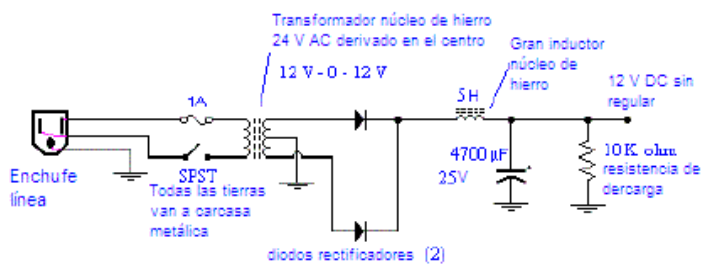 Transformador núcleo de hierro
24 V AC derivado en el centro
12 V - 0 - 12 V
Gran inductor
núcleo de
hierro
1A
5 H
12 V DC sin
regular
Enchufe
línea
SPST
Todas las tierras
van a carcasa
metálica
4700 µF
25V
10K ohm
resistencia de
dercarga
diodos rectificadores (2)